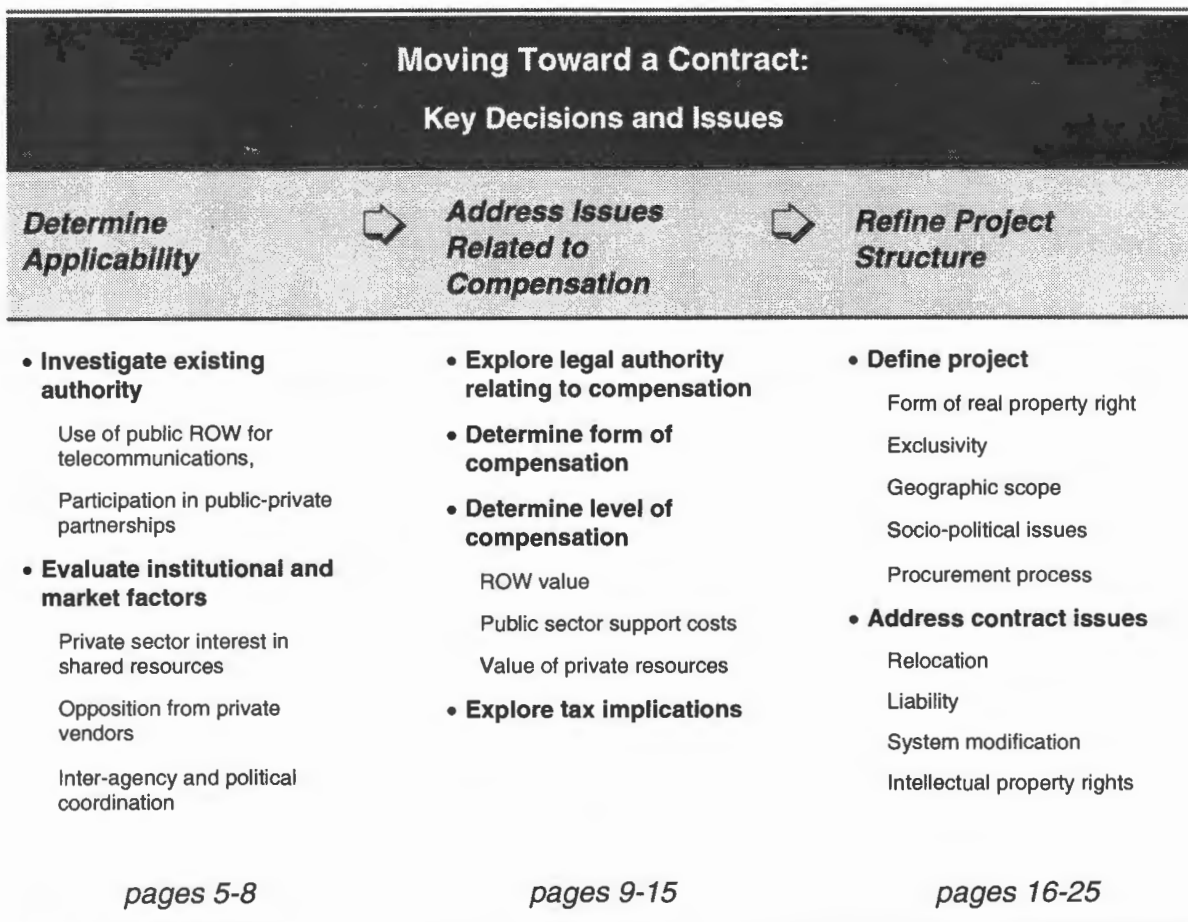 Moving Toward a Contract:
Key Decisions and Issues
Determine
Applicability
Address Issues
Related to
Compensation
Refine Project
Structure
• Investigate existing
authority
Use of public ROW for
telecommunications,
Participation in public-private
partnerships
• Evaluate institutional and
market factors
Private sector interest in
shared resources
Opposition from private
vendors
Inter-agency and political
coordination
pages 5-8
• Explore legal authority
relating to compensation
• Determine form of
compensation
• Determine level of
compensation
ROW value
Public sector support costs
Value of private resources
• Explore tax implications
pages 9-15
• Define project
Form of real property right
Exclusivity
Geographic scope
Socio-political issues
Procurement process
• Address contract issues
Relocation
Liability
System modification
Intellectual property rights
pages 16-25